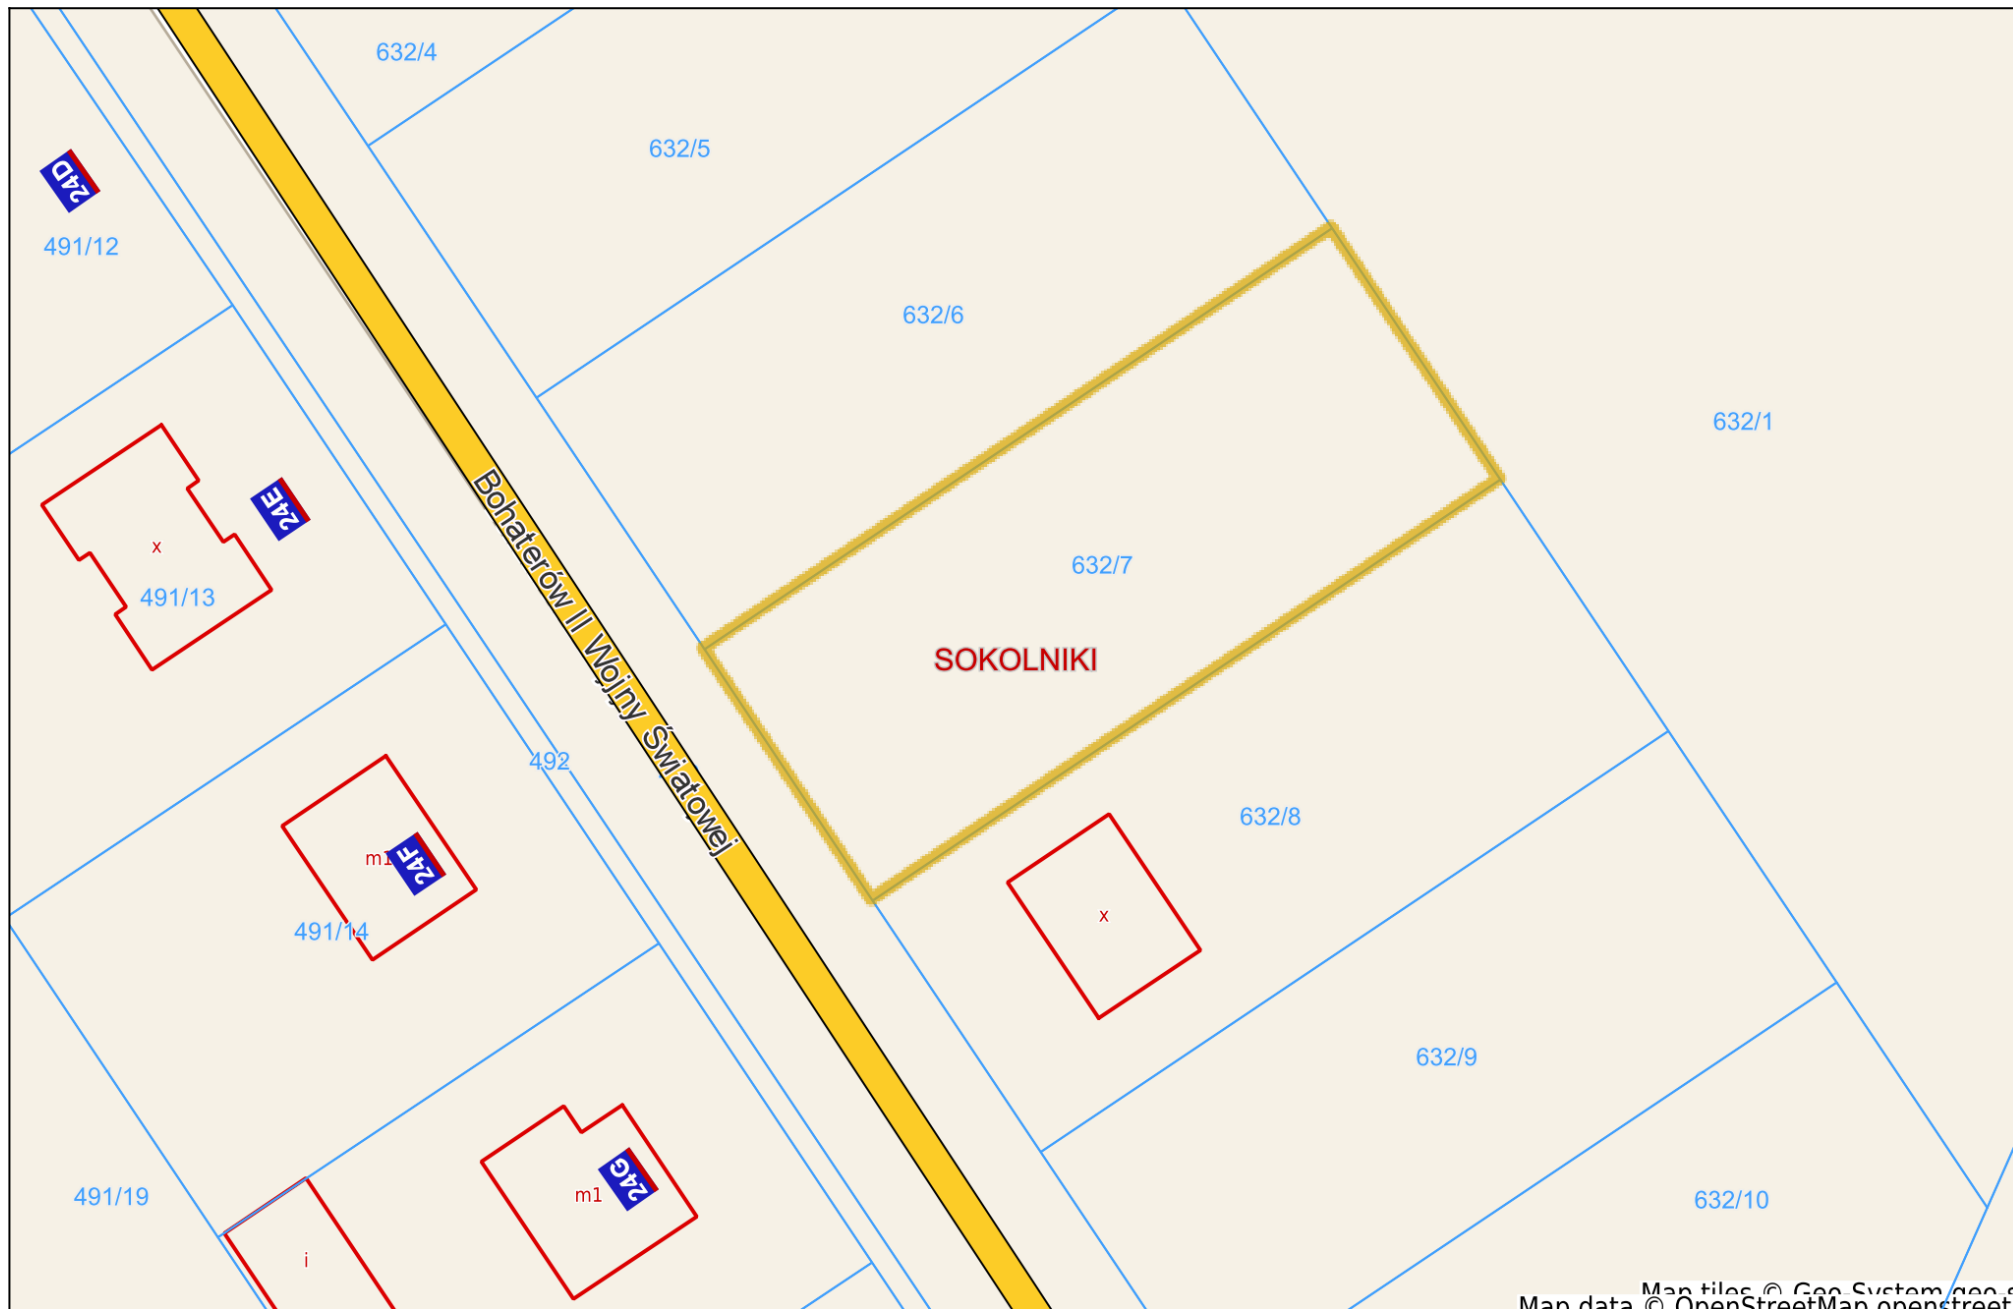 632/4
632/5
24D
491/12
632/6
632/1
24E
x
491/13
Bohaterów II Wojny Światowej
632/7
SOKOLNIKI
492
632/8
m1
24F
x
491/14
632/9
24G
m1
491/19
632/10
i
Map tiles © Geo-System
Map data © OpenStreetMap